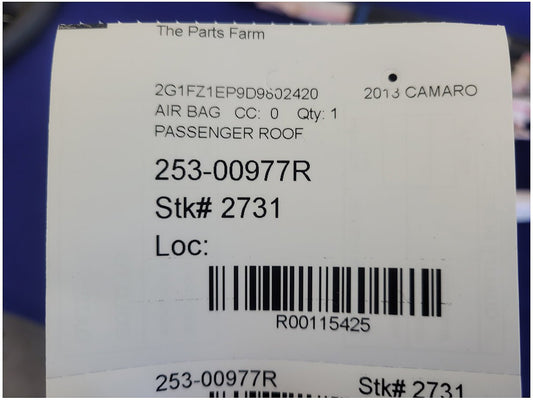 The Parts Farm
2G1FZ1EP9D9802420 2013 CAMARO
AIR BAG CC: 0 Qty: 1
PASSENGER ROOF
253-00977R
Stk# 2731
Loc:
R00115425
253-00977R Stk# 2731